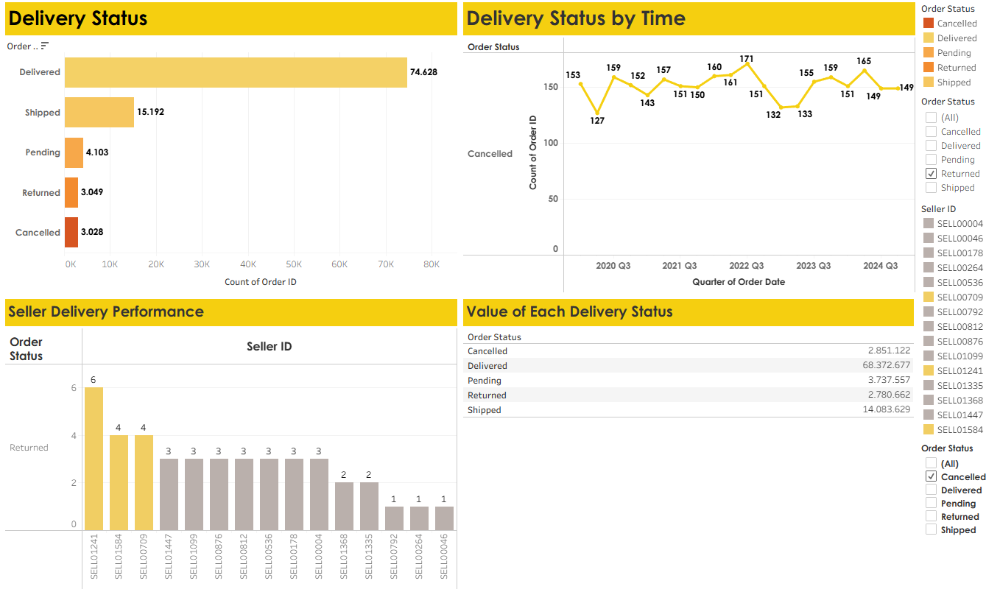 Delivery Status
Order ..
Delivered
74.628
Shipped
15.192
Pending
4.103
Returned
3.049
Cancelled
3.028
0K 10K 20K 30K 40K 50K 60K 70K 80K
Count of Order ID
Delivery Status by Time
Order Status
Cancelled
Count of Order ID
150
100
50
0
153 127 159 152 143 157 151 150 160 161 171 151 132 133 155 159 151 165 149 149
2020 Q3 2021 Q3 2022 Q3 2023 Q3 2024 Q3
Quarter of Order Date
Order Status
Cancelled
Delivered
Pending
Returned
Shipped
Order Status
(All)
Cancelled
Delivered
Pending
Returned
Shipped
Seller ID
SELL00004
SELL00046
SELL00178
SELL00264
SELL00536
SELL00709
SELL00792
SELL00812
SELL00876
SELL01099
SELL01241
SELL01335
SELL01368
SELL01447
SELL01584
Order Status
(All)
Cancelled
Delivered
Pending
Returned
Shipped
Seller Delivery Performance
Order
Status
Seller ID
Returned
6
4
2
0
6 4 4 3 3 3 3 3 3 3 2 2 1 1 1
SELL01241
SELL01584
SELL00709
SELL01447
SELL01099
SELL00876
SELL00812
SELL00536
SELL00178
SELL00004
SELL01368
SELL01335
SELL00792
SELL00264
SELL00046
Value of Each Delivery Status
Order Status
Cancelled 2.851.122
Delivered 68.372.677
Pending 3.737.557
Returned 2.780.662
Shipped 14.083.629